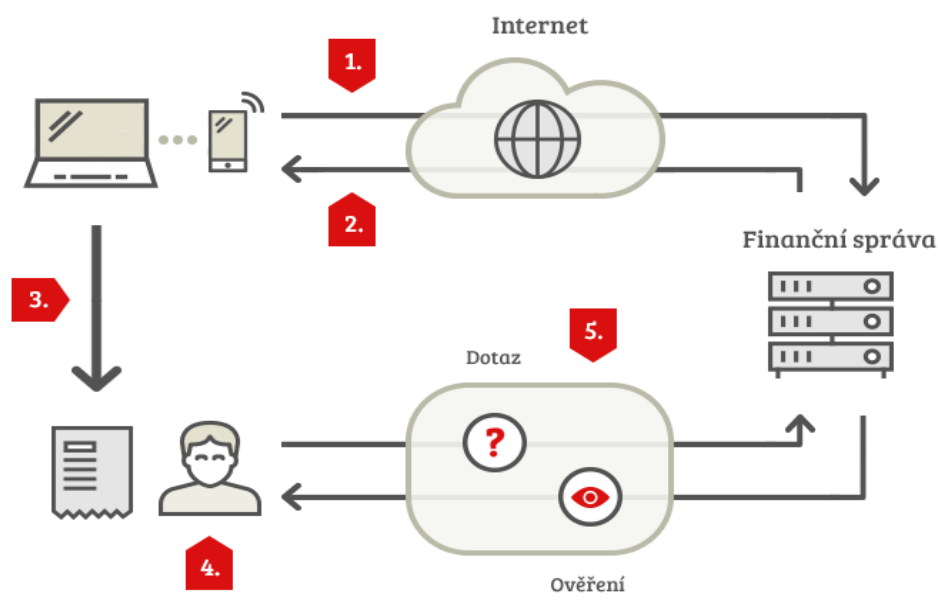 Internet
1.
2.
Finanční správa
3.
5.
Dotaz
?
4.
Ověření